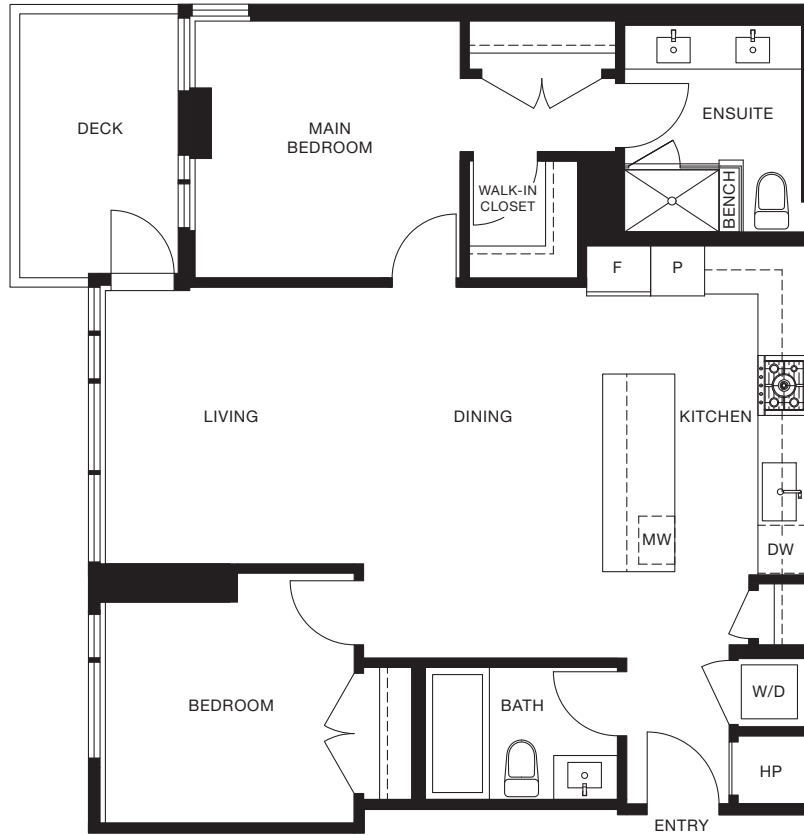 DECK
MAIN
BEDROOM
ENSUITE
WALK-IN
CLOSET
BENCH
F
P
LIVING
DINING
KITCHEN
MW
DW
BEDROOM
BATH
W/D
HP
ENTRY